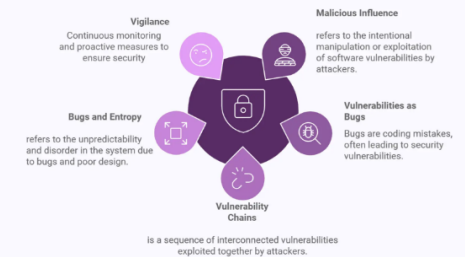 Vigilance
Continuous monitoring
and proactive measures to
ensure security
Malicious Influence
refers to the intentional
manipulation or exploitation
of software vulnerabilities by
attackers.
Bugs and Entropy
refers to the unpredictability
and disorder in the system due
to bugs and poor design.
Vulnerabilities as
Bugs
Bugs are coding mistakes,
often leading to security
vulnerabilities.
Vulnerability
Chains
is a sequence of interconnected vulnerabilities
exploited together by attackers.